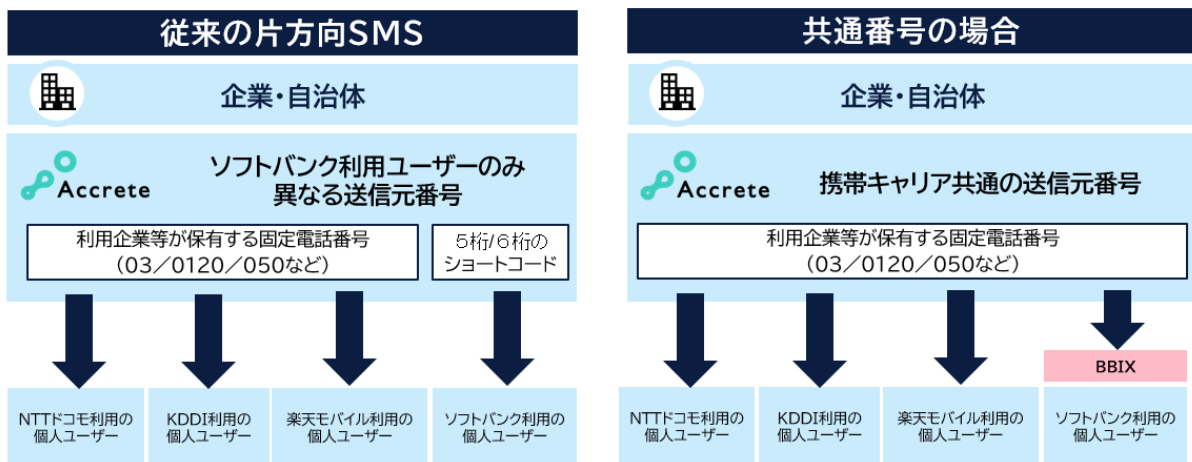 従来の片方向SMS
企業・自治体
Accrete
ソフトバンク利用ユーザーのみ
異なる送信元番号
利用企業等が保有する固定電話番号
（03／0120／050など）
5桁/6桁の
ショートコード
NTTドコモ利用の
個人ユーザー
KDDI利用の
個人ユーザー
楽天モバイル利用の
個人ユーザー
ソフトバンク利用の
個人ユーザー
共通番号の場合
企業・自治体
Accrete
携帯キャリア共通の送信元番号
利用企業等が保有する固定電話番号
（03／0120／050など）
BBIX
NTTドコモ利用の
個人ユーザー
KDDI利用の
個人ユーザー
楽天モバイル利用の
個人ユーザー
ソフトバンク利用の
個人ユーザー